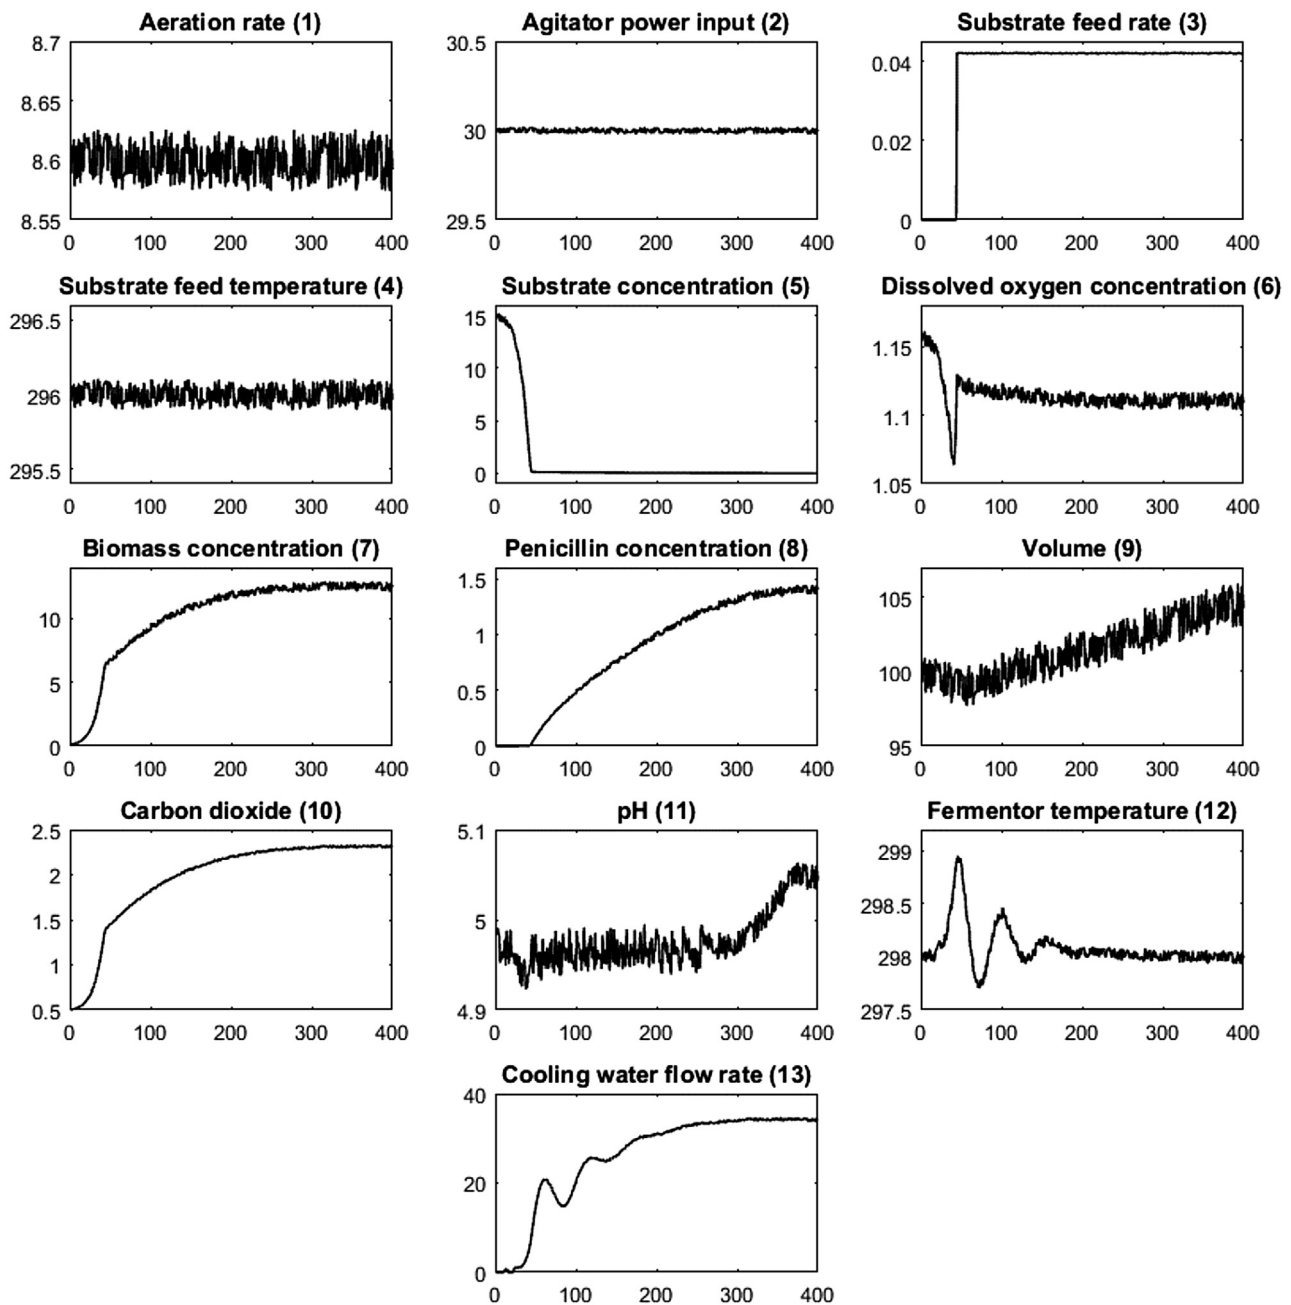 Aeration rate (1)
8.7
8.65
8.6
8.55
0 100 200 300 400
Agitator power input (2)
30.5
30
29.5
0 100 200 300 400
Substrate feed rate (3)
0.04
0.02
0
0 100 200 300 400
Substrate feed temperature (4)
296.5
296
295.5
0 100 200 300 400
Substrate concentration (5)
15
10
5
0
0 100 200 300 400
Dissolved oxygen concentration (6)
1.15
1.1
1.05
0 100 200 300 400
Biomass concentration (7)
10
5
0
0 100 200 300 400
Penicillin concentration (8)
1.5
1
0.5
0
0 100 200 300 400
Volume (9)
105
100
95
0 100 200 300 400
Carbon dioxide (10)
2.5
2
1.5
1
0.5
0 100 200 300 400
pH (11)
5.1
5
4.9
0 100 200 300 400
Fermentor temperature (12)
299
298.5
298
297.5
0 100 200 300 400
Cooling water flow rate (13)
40
20
0
0 100 200 300 400